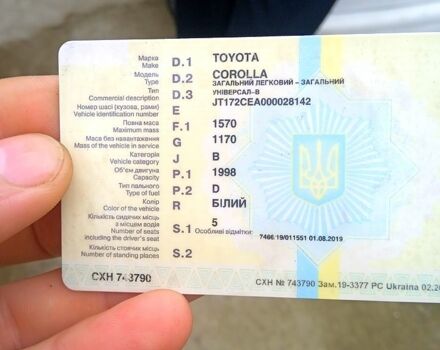 Марка
Make D.1 TOYOTA
Модель
Model D.2 COROLLA
Тип ЗАГАЛЬНИЙ ЛЕГКОВИЙ – ЗАГАЛЬНИЙ
Commercial description D.3 УНІВЕРСАЛ-В
Номер шасі (кузова, рами) JT172CEA000028142
Vehicle identification number E
Повна маса 1570
Maximum mass F.1
Маса без навантаження 1170
Mass of the vehicle in service G
Категорія B
Vehicle category J
Об'єм двигуна 1998
Capacity P.1
Тип пального D
Type of fuel P.2
Колір БІЛИЙ
Color of the vehicle R
Кількість сидячих місць 5
з місцем водія
Number of seats S.1 Особливі відмітки:
including the driver's seat 7466/19/011551 01.08.2019
Кількість стоячих місць
Number of standing places S.2
СХН 743790
СХН № 743790 Зам.19-3377 PC Ukraina 02.20